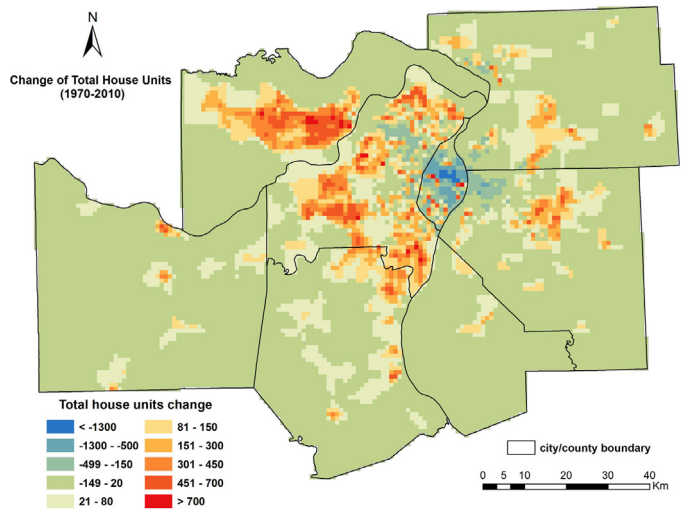 N
Change of Total House Units
(1970-2010)
Total house units change
< -1300
-1300 - -500
-499 - -150
-149 - 20
21 - 80
81 - 150
151 - 300
301 - 450
451 - 700
> 700
city/county boundary
0 5 10 20 30 40
Km